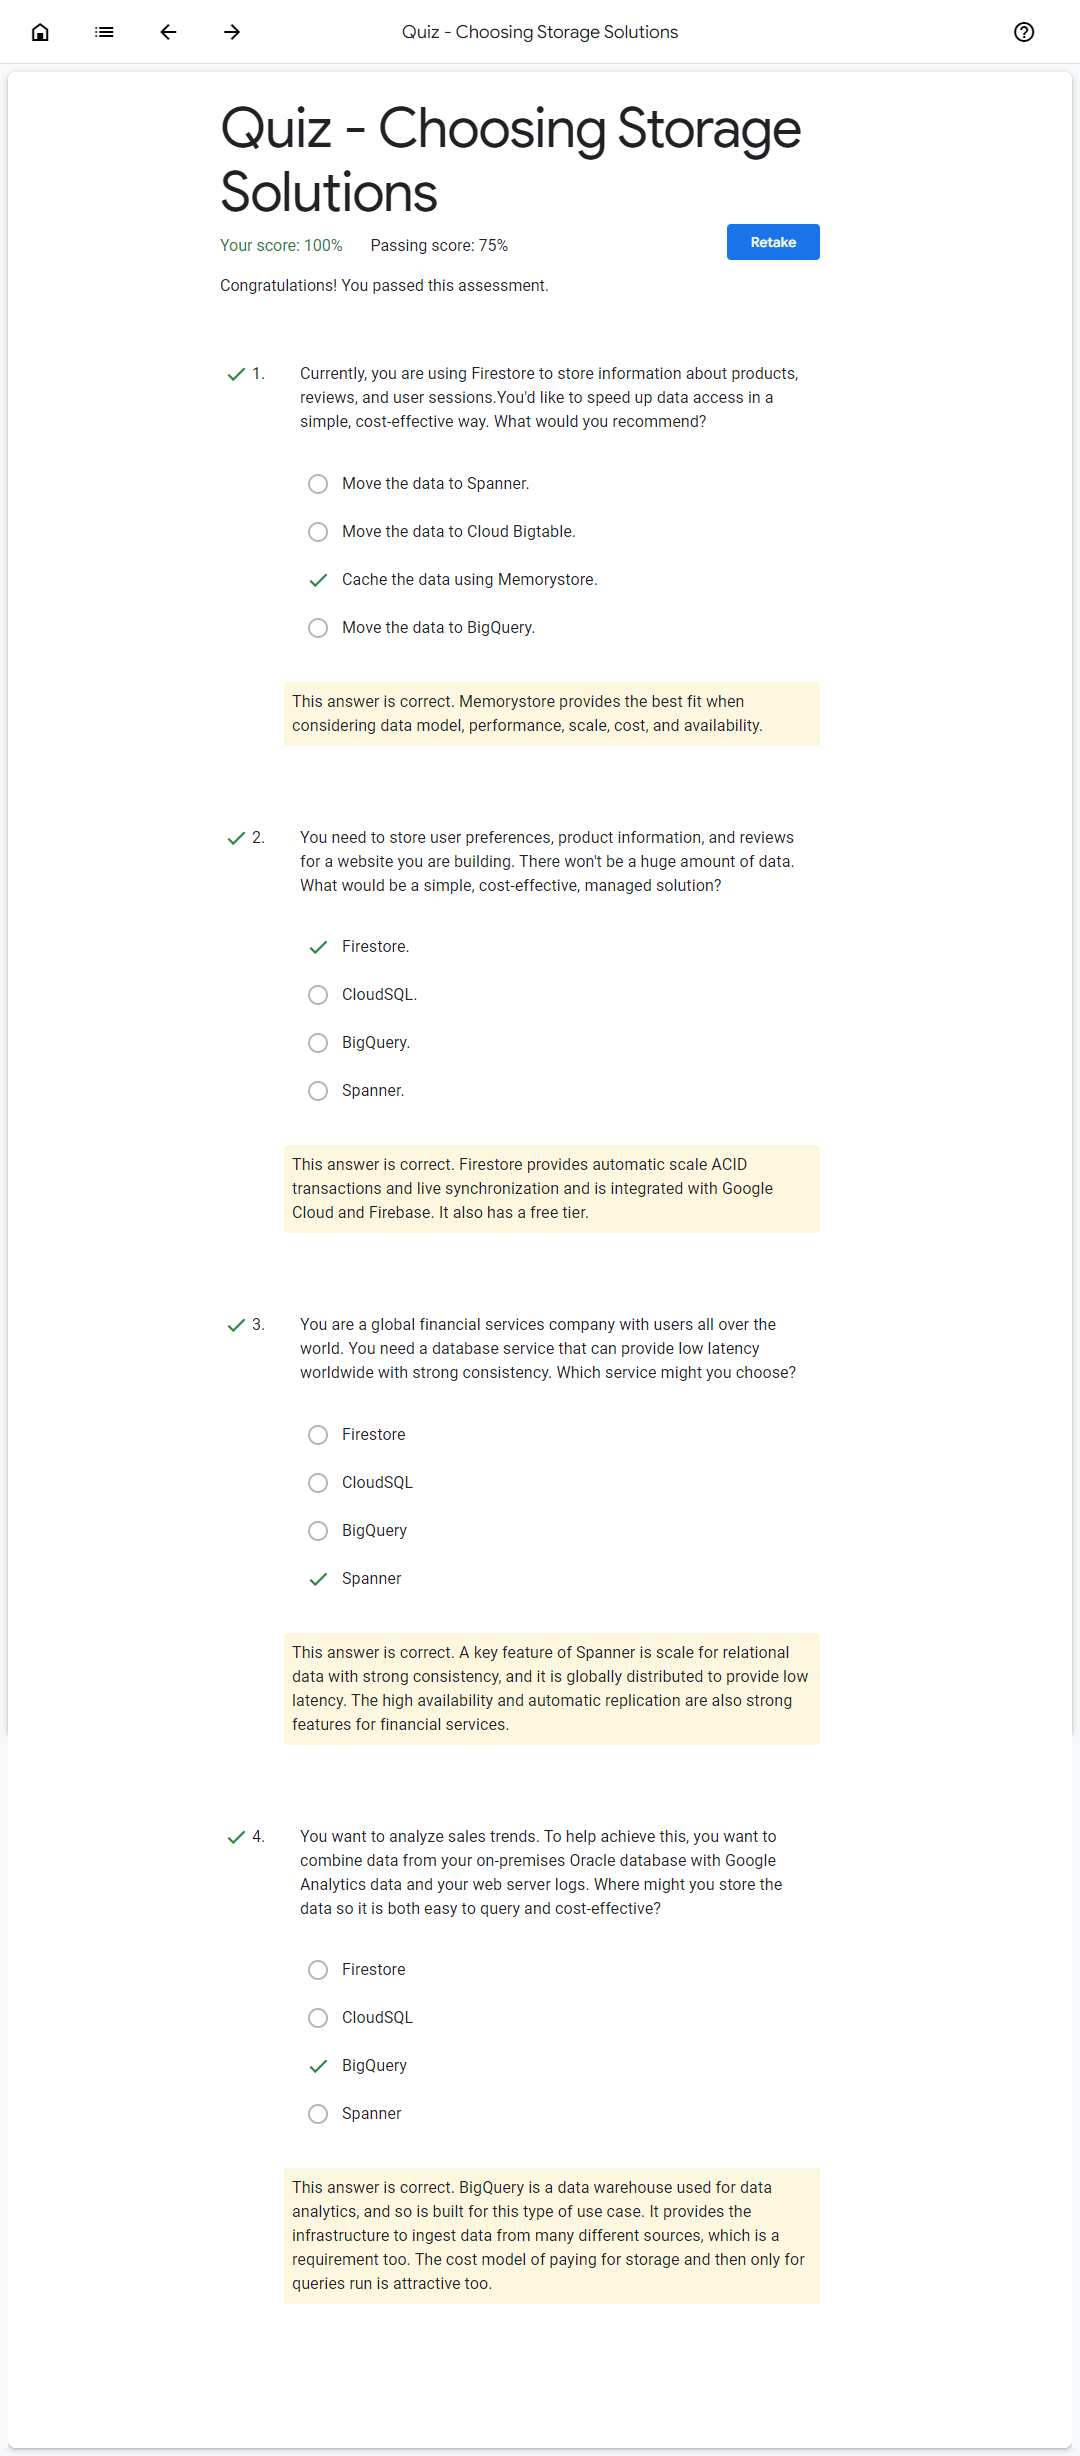 Quiz - Choosing Storage Solutions
Quiz - Choosing Storage
Solutions
Your score: 100% Passing score: 75% Retake
Congratulations! You passed this assessment.
1. Currently, you are using Firestore to store information about products,
reviews, and user sessions.You'd like to speed up data access in a
simple, cost-effective way. What would you recommend?
Move the data to Spanner.
Move the data to Cloud Bigtable.
Cache the data using Memorystore.
Move the data to BigQuery.
This answer is correct. Memorystore provides the best fit when
considering data model, performance, scale, cost, and availability.
2. You need to store user preferences, product information, and reviews
for a website you are building. There won't be a huge amount of data.
What would be a simple, cost-effective, managed solution?
Firestore.
CloudSQL.
BigQuery.
Spanner.
This answer is correct. Firestore provides automatic scale ACID
transactions and live synchronization and is integrated with Google
Cloud and Firebase. It also has a free tier.
3. You are a global financial services company with users all over the
world. You need a database service that can provide low latency
worldwide with strong consistency. Which service might you choose?
Firestore
CloudSQL
BigQuery
Spanner
This answer is correct. A key feature of Spanner is scale for relational
data with strong consistency, and it is globally distributed to provide low
latency. The high availability and automatic replication are also strong
features for financial services.
4. You want to analyze sales trends. To help achieve this, you want to
combine data from your on-premises Oracle database with Google
Analytics data and your web server logs. Where might you store the
data so it is both easy to query and cost-effective?
Firestore
CloudSQL
BigQuery
Spanner
This answer is correct. BigQuery is a data warehouse used for data
analytics, and so is built for this type of use case. It provides the
infrastructure to ingest data from many different sources, which is a
requirement too. The cost model of paying for storage and then only for
queries run is attractive too.